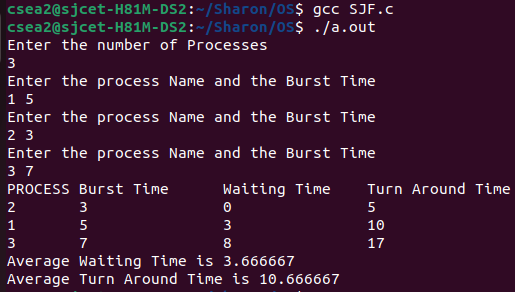 csea2@sjcet-H81M-DS2:~/Sharon/OS$ gcc SJF.c
csea2@sjcet-H81M-DS2:~/Sharon/OS$ ./a.out
Enter the number of Processes
3
Enter the process Name and the Burst Time
1 5
Enter the process Name and the Burst Time
2 3
Enter the process Name and the Burst Time
3 7
PROCESS Burst Time Waiting Time Turn Around Time
2 3 0 5
1 5 3 10
3 7 8 17
Average Waiting Time is 3.666667
Average Turn Around Time is 10.666667